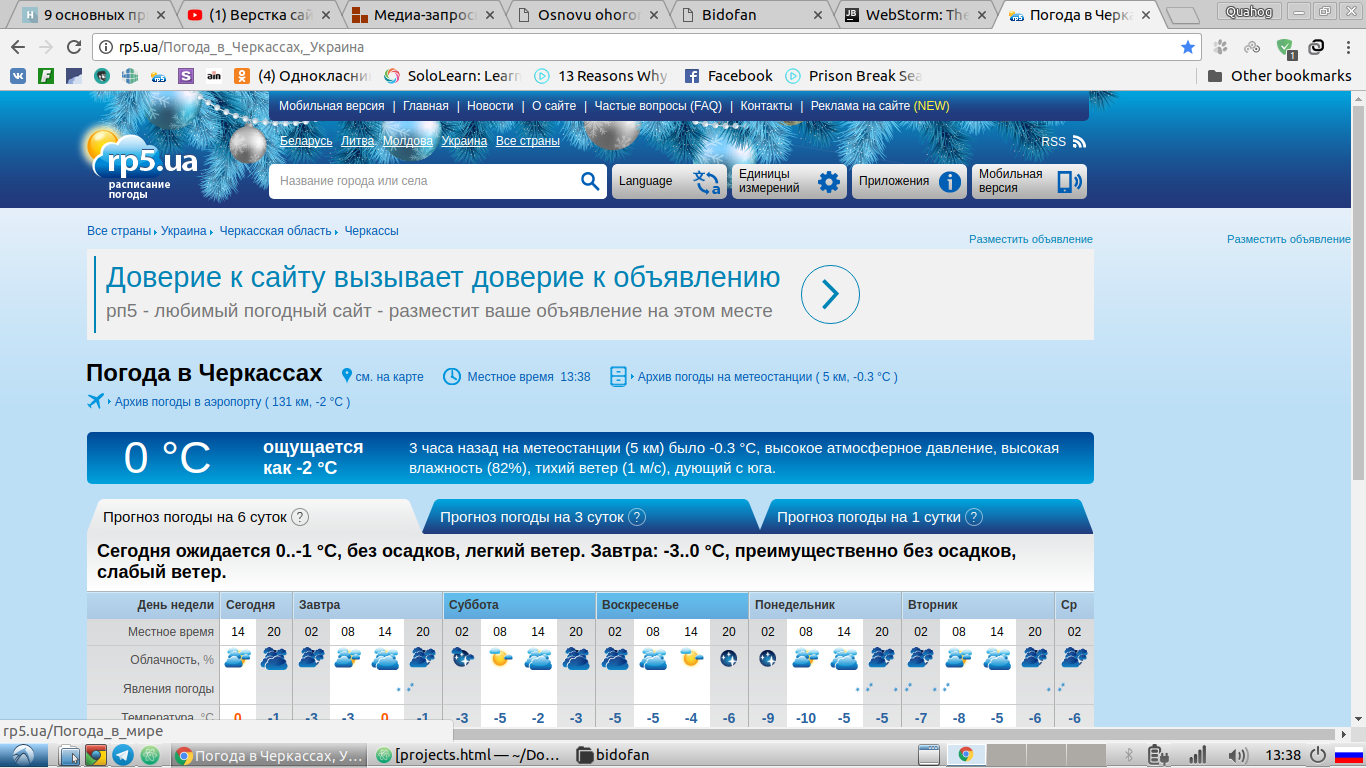 9 основных пр
(1) Верстка сай
Медиа-запрос
Osnovu ohoron
Bidofan
WebStorm: The
Погода в Черка
Quahog
rp5.ua/Погода_в_Черкассах,_Украина
(4) Одноклассни
SoloLearn: Learn
13 Reasons Why
Facebook
Prison Break Sea
Other bookmarks
Мобильная версия | Главная | Новости | О сайте | Частые вопросы (FAQ) | Контакты | Реклама на сайте (NEW)
Беларусь Литва Молдова Украина Все страны
RSS
rp5.ua
расписание
погоды
Название города или села
Language
Единицы
измерений
Приложения
Мобильная
версия
Все страны Украина Черкасская область Черкассы
Разместить объявление
Разместить объявление
Доверие к сайту вызывает доверие к объявлению
рп5 - любимый погодный сайт - разместит ваше объявление на этом месте
Погода в Черкассах см. на карте Местное время 13:38 Архив погоды на метеостанции ( 5 км, -0.3 °C )
Архив погоды в аэропорту ( 131 км, -2 °C )
0 °C
ощущается
как -2 °C
3 часа назад на метеостанции (5 км) было -0.3 °C, высокое атмосферное давление, высокая
влажность (82%), тихий ветер (1 м/с), дующий с юга.
Прогноз погоды на 6 суток ?
Прогноз погоды на 3 суток ?
Прогноз погоды на 1 сутки ?
Сегодня ожидается 0..-1 °C, без осадков, легкий ветер. Завтра: -3..0 °C, преимущественно без осадков,
слабый ветер.
День недели Сегодня Завтра Суббота Воскресенье Понедельник Вторник Ср
Местное время 14 20 02 08 14 20 02 08 14 20 02 08 14 20 02 08 14 20 02 08 14 20 02
Облачность, %
Явления погоды
Температура, °C 0 -1 -3 -3 0 -1 -3 -5 -2 -3 -5 -5 -4 -6 -9 -10 -5 -5 -7 -8 -5 -6 -6
rp5.ua/Погода_в_мире
Погода в Черкассах, У...
[projects.html — ~/Do...
bidofan
13:38